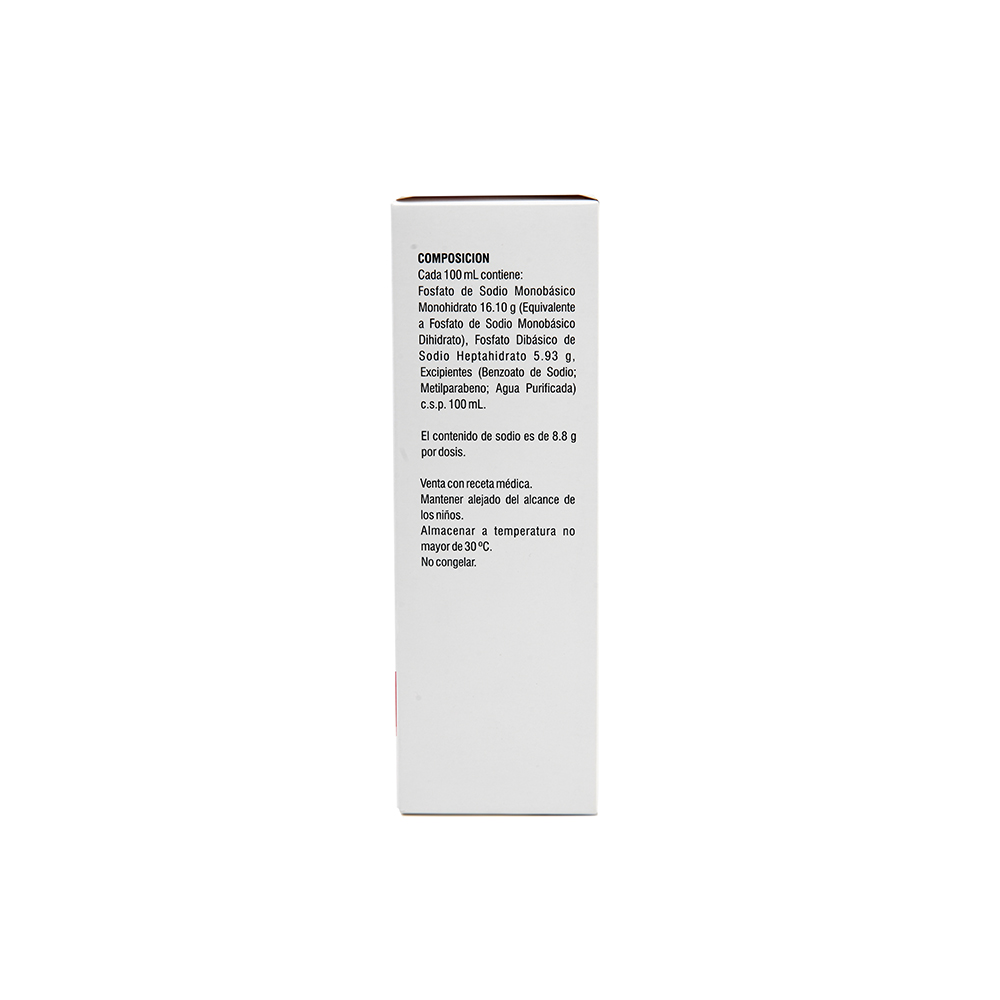 COMPOSICION
Cada 100 mL contiene:
Fosfato de Sodio Monobásico
Monohidrato 16.10 g (Equivalente
a Fosfato de Sodio Monobásico
Dihidrato), Fosfato Dibásico de
Sodio Heptahidrato 5.93 g,
Excipientes (Benzoato de Sodio;
Metilparabeno; Agua Purificada)
c.s.p. 100 mL.
El contenido de sodio es de 8.8 g
por dosis.
Venta con receta médica.
Mantener alejado del alcance de
los niños.
Almacenar a temperatura no
mayor de 30 ºC.
No congelar.